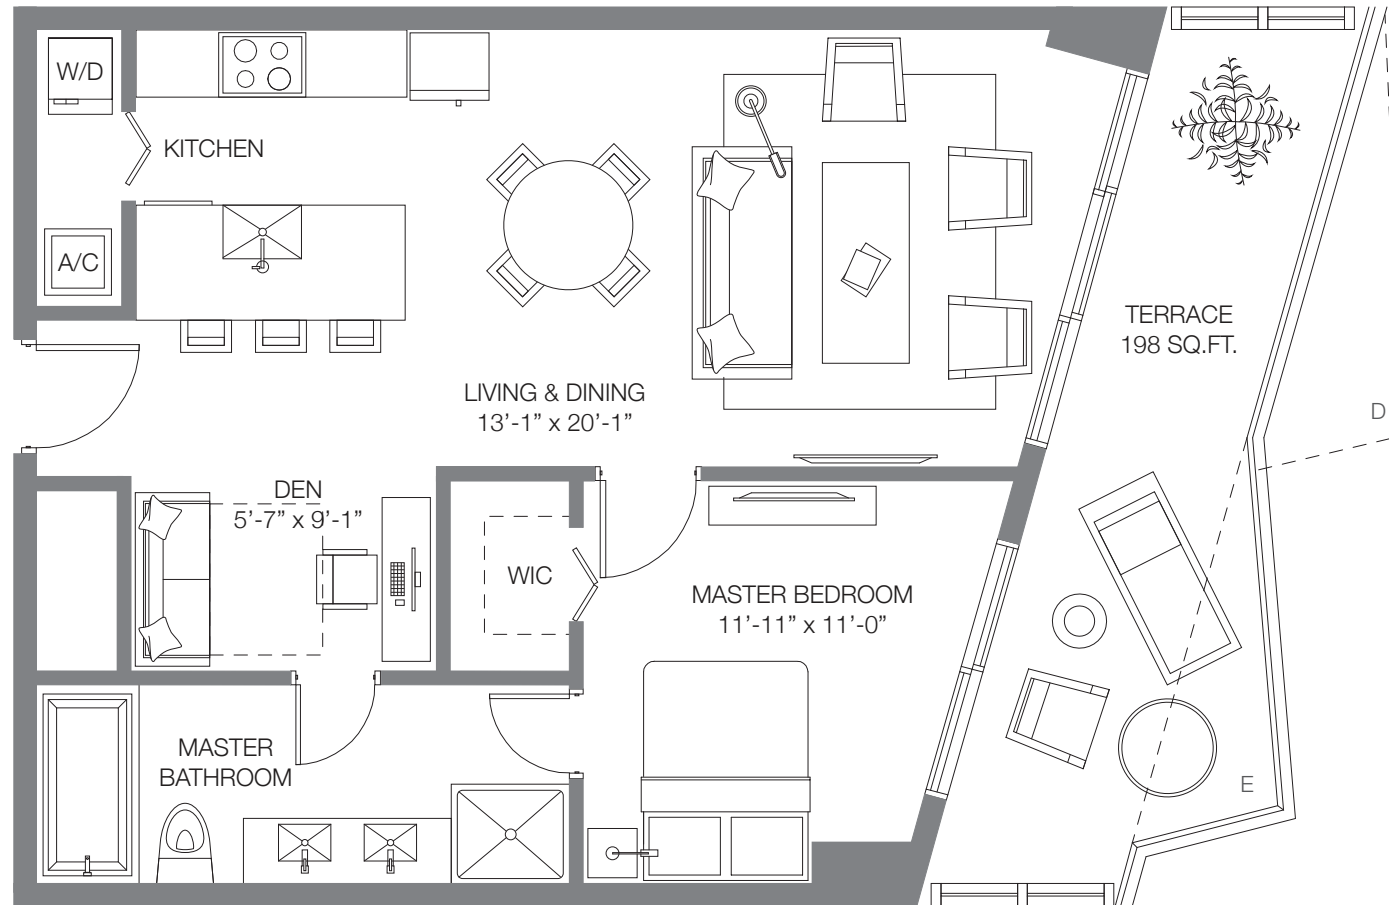 W/D
KITCHEN
A/C
TERRACE
198 SQ.FT.
LIVING & DINING
13’-1” x 20’-1”
D
DEN
5’-7” x 9’-1”
WIC
MASTER BEDROOM
11’-11” x 11’-0”
MASTER
BATHROOM
E